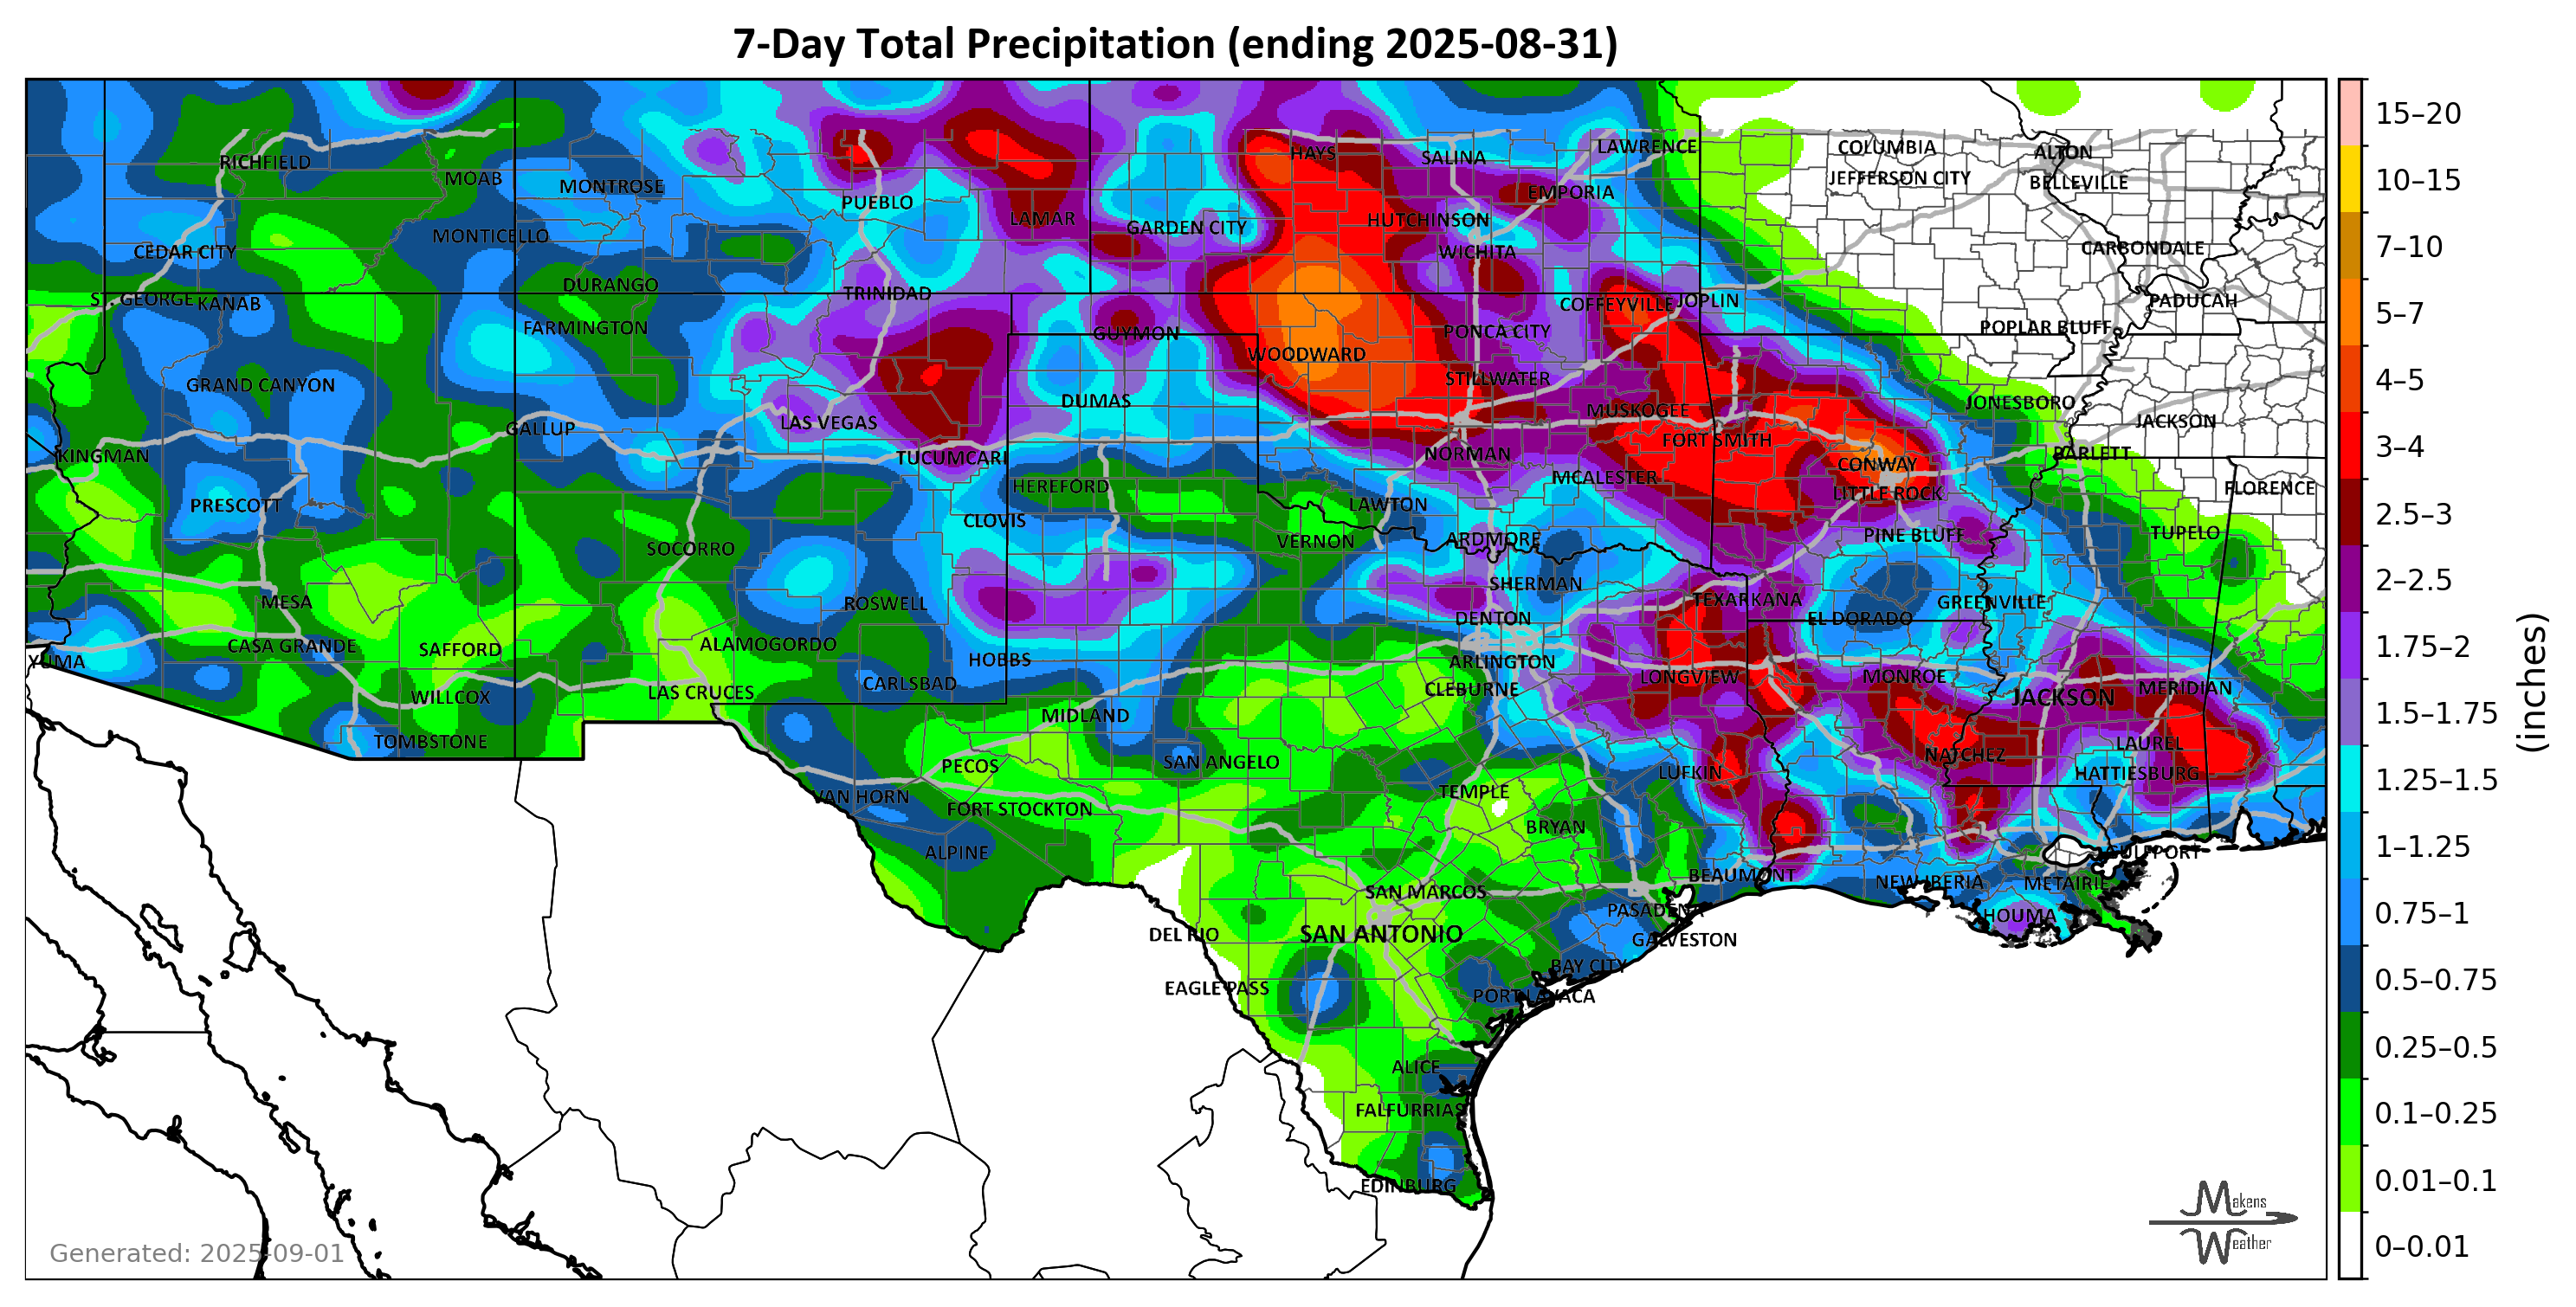 7-Day Total Precipitation (ending 2025-08-31)
RICHFIELD
MOAB
MONTROSE
PUEBLO
LAMAR
GARDEN CITY
HAYS
SALINA
LAWRENCE
EMPORIA
HUTCHINSON
WICHITA
COLUMBIA
JEFFERSON CITY
ALTON
BELLEVILLE
CARBONDALE
CEDAR CITY
MONTICELLO
DURANGO
ST GEORGE
KANAB
FARMINGTON
TRINIDAD
GUYMON
COFFEYVILLE
JOPLIN
PONCA CITY
WOODWARD
PADUCAH
POPLAR BLUFF
GRAND CANYON
DUMAS
STILLWATER
MUSKOGEE
JONESBORO
JACKSON
GALLUP
LAS VEGAS
KINGMAN
TUCUMCARI
NORMAN
FORT SMITH
CONWAY
BARLETT
PRESCOTT
HEREFORD
LAWTON
MCALESTER
LITTLE ROCK
FLORENCE
CLOVIS
SOCORRO
VERNON
ARDMORE
PINE BLUFF
TUPELO
MESA
ROSWELL
SHERMAN
TEXARKANA
GREENVILLE
DENTON
EL DORADO
CASA GRANDE
SAFFORD
ALAMOGORDO
YUMA
HOBBS
ARLINGTON
WILLCOX
LAS CRUCES
CARLSBAD
CLEBURNE
LONGVIEW
MONROE
JACKSON
MERIDIAN
TOMBSTONE
MIDLAND
PECOS
SAN ANGELO
NATCHEZ
LAUREL
HATTIESBURG
LUFKIN
VAN HORN
FORT STOCKTON
TEMPLE
BRYAN
ALPINE
GULFPORT
BEAUMONT
NEW IBERIA
METAIRIE
SAN MARCOS
PASADENA
HOUMA
DEL RIO
SAN ANTONIO
GALVESTON
BAY CITY
EAGLE PASS
PORT LAVACA
ALICE
FALFURRIAS
EDINBURG
Generated: 2025-09-01
Makens
Weather
15–20
10–15
7–10
5–7
4–5
3–4
2.5–3
2–2.5
1.75–2
1.5–1.75
1.25–1.5
1–1.25
0.75–1
0.5–0.75
0.25–0.5
0.1–0.25
0.01–0.1
0–0.01
(inches)